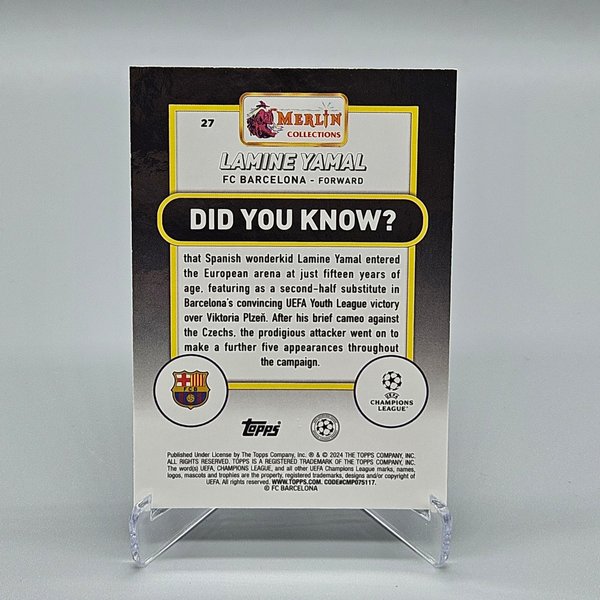 27
MERLIN
COLLECTIONS
LAMINE YAMAL
FC BARCELONA - FORWARD
DID YOU KNOW?
that Spanish wonderkid Lamine Yamal entered
the European arena at just fifteen years of
age, featuring as a second-half substitute in
Barcelona's convincing UEFA Youth League victory
over Viktoria Plzeň. After his brief cameo against
the Czechs, the prodigious attacker went on to
make a further five appearances throughout
the campaign.
FCB
UEFA
CHAMPIONS
LEAGUE
Topps
Published Under License by The Topps Company, Inc. ® & © 2024 THE TOPPS COMPANY, INC.
ALL RIGHTS RESERVED. TOPPS IS A REGISTERED TRADEMARK OF THE TOPPS COMPANY, INC.
The word(s) UEFA, CHAMPIONS LEAGUE, and all other UEFA Champions League marks, names,
logos, mascots and trophies are the property, registered trademarks, designs and/or copyright of
UEFA. All rights reserved. WWW.TOPPS.COM. CODE#CMP075117.
© FC BARCELONA